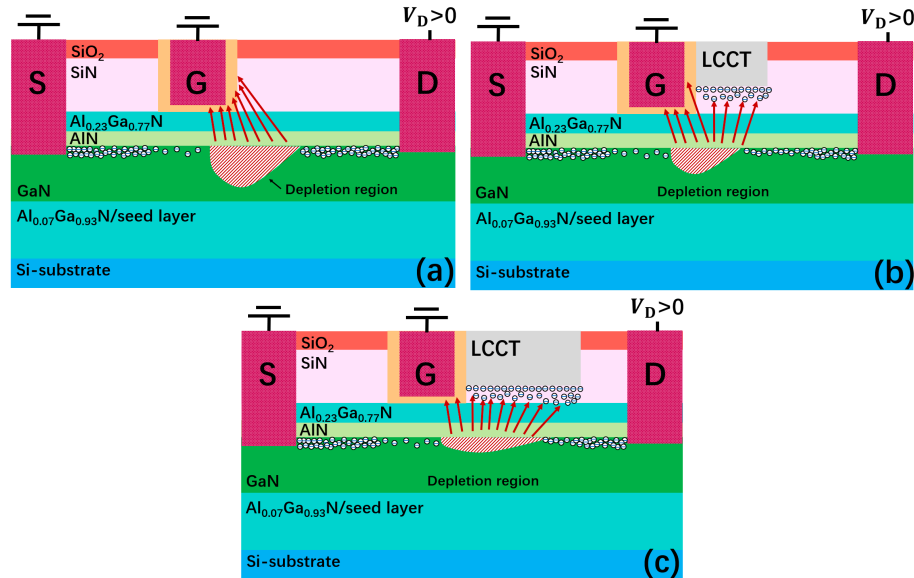 V_D>0
SiO₂
SiN
S
G
D
Al₀.₂₃Ga₀.₇₇N
AlN
Depletion region
GaN
Al₀.₀₇Ga₀.₉₃N/seed layer
Si-substrate
(a)
V_D>0
SiO₂
LCCT
SiN
S
G
D
Al₀.₂₃Ga₀.₇₇N
AlN
Depletion region
GaN
Al₀.₀₇Ga₀.₉₃N/seed layer
Si-substrate
(b)
V_D>0
SiO₂
LCCT
SiN
S
G
D
Al₀.₂₃Ga₀.₇₇N
AlN
GaN
Depletion region
Al₀.₀₇Ga₀.₉₃N/seed layer
Si-substrate
(c)